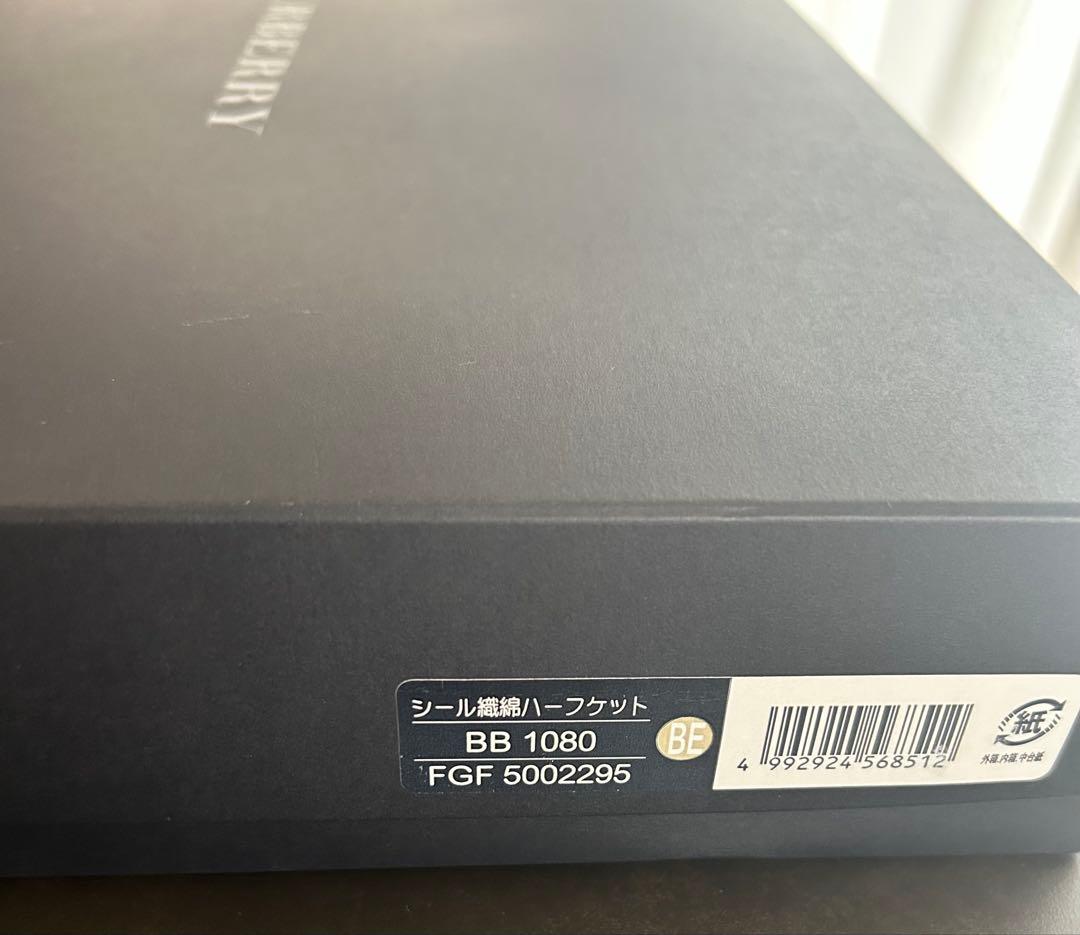 RBERRY
シール織綿ハーフケット
BB 1080
FGF 5002295
BE
4 992924 568512
紙
外箱.内箱.中台紙